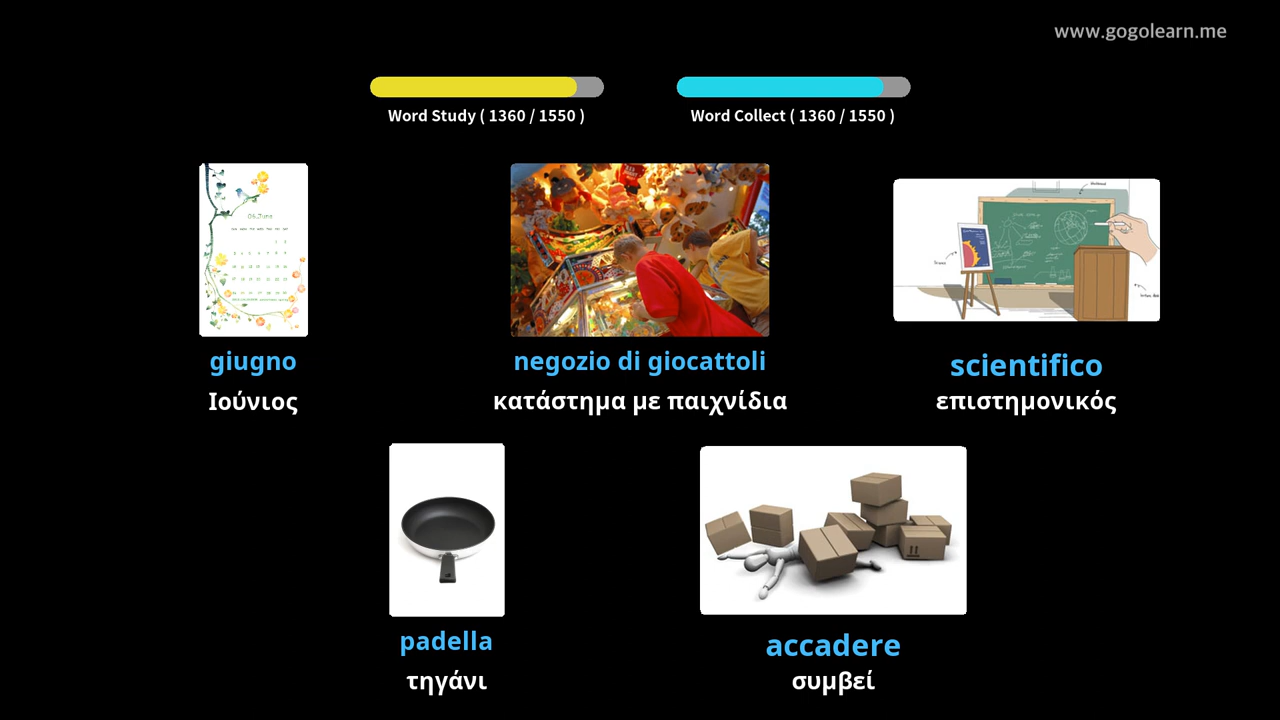 www.gogolearn.me
Word Study ( 1360 / 1550 )
Word Collect ( 1360 / 1550 )
giugno
negozio di giocattoli
scientifico
Ιούνιος
κατάστημα με παιχνίδια
επιστημονικός
padella
accadere
τηγάνι
συμβεί